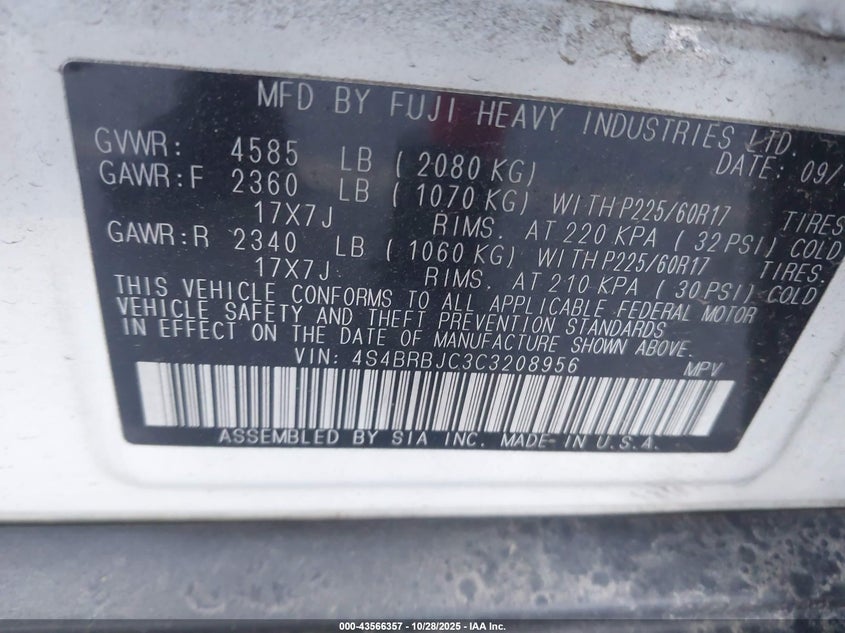 MFD BY FUJI HEAVY INDUSTRIES LTD.
GVWR: 4585 LB ( 2080 KG) DATE: 09/
GAWR:F 2360 LB ( 1070 KG) WITH P225/60R17 TIRES
17X7J RIMS. AT 220 KPA ( 32 PSI) COLD
GAWR:R 2340 LB ( 1060 KG) WITH P225/60R17 TIRES.
17X7J RIMS. AT 210 KPA ( 30 PSI) COLD
THIS VEHICLE CONFORMS TO ALL APPLICABLE FEDERAL MOTOR
VEHICLE SAFETY AND THEFT PREVENTION STANDARDS
IN EFFECT ON THE DATE OF MANUFACTURE SHOWN ABOVE.
VIN: 4S4BRBJC3C3208956 MPV
ASSEMBLED BY SIA INC. MADE-IN U.S.A.
000-43566357 | 10/28/2025 - IAA Inc.